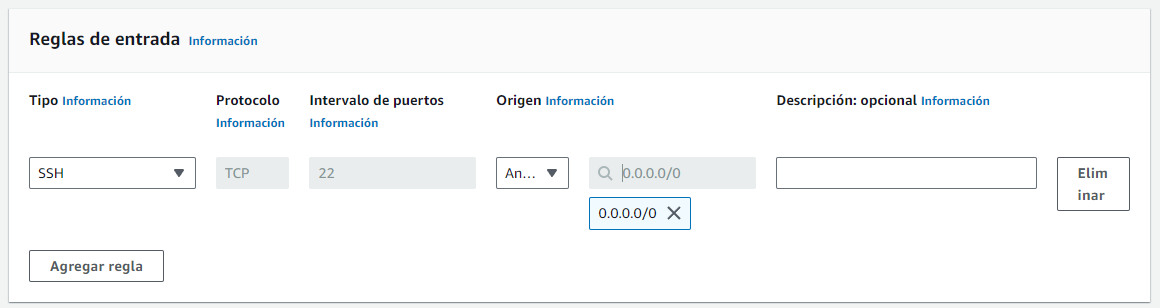 Reglas de entrada Información
Tipo Información
Protocolo
Información
Intervalo de puertos
Información
Origen Información
Descripción: opcional Información
SSH
TCP
22
An...
0.0.0.0/0
0.0.0.0/0
Elim
inar
Agregar regla